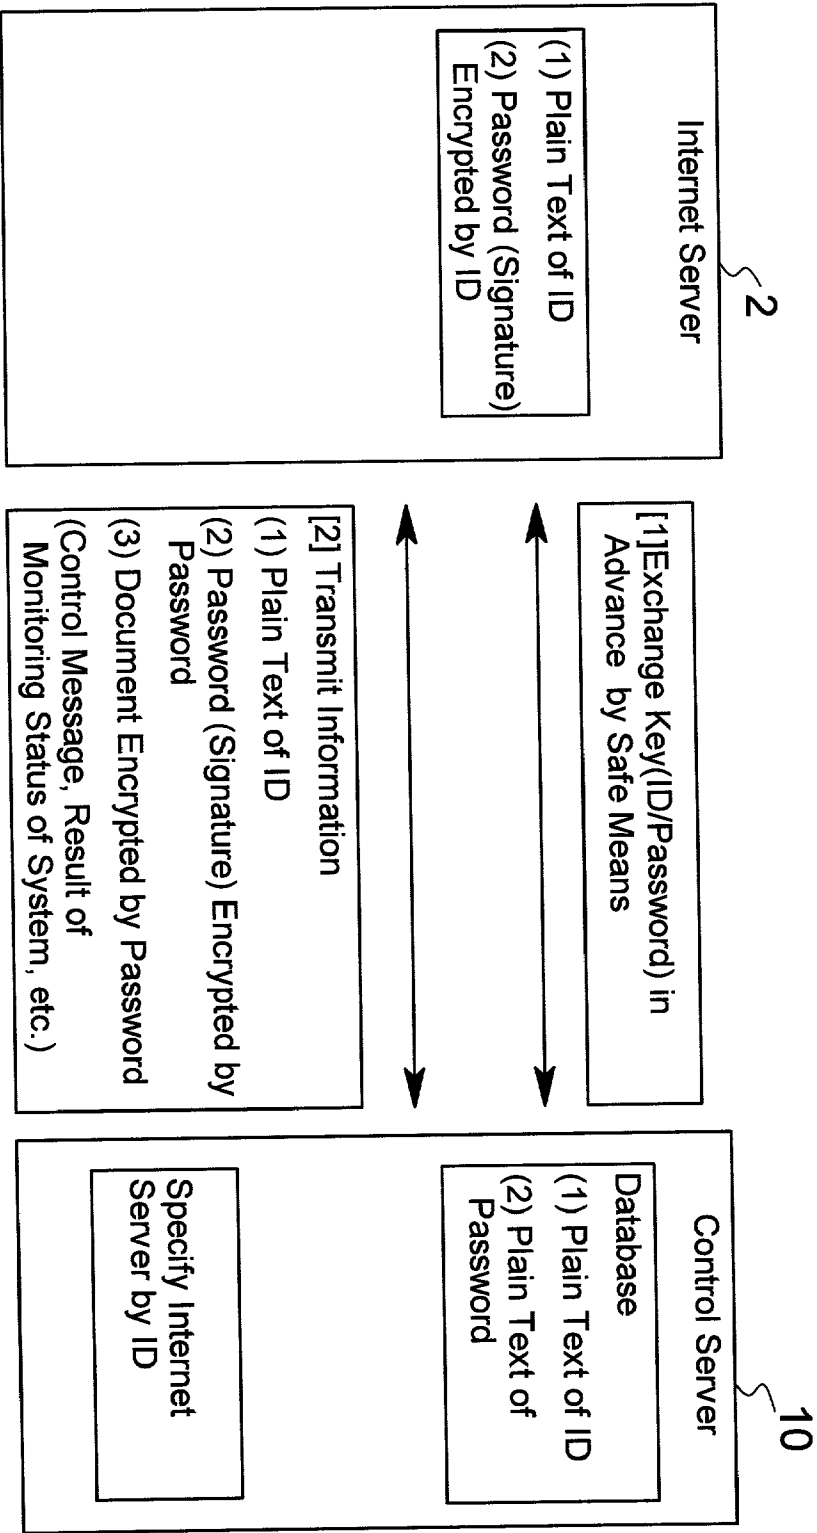 Internet Server
2
(1) Plain Text of ID
(2) Password (Signature)
Encrypted by ID
[1]Exchange Key(ID/Password) in
Advance by Safe Means
[2] Transmit Information
(1) Plain Text of ID
(2) Password (Signature) Encrypted by
Password
(3) Document Encrypted by Password
(Control Message, Result of
Monitoring Status of System, etc.)
Control Server
10
Database
(1) Plain Text of ID
(2) Plain Text of
Password
Specify Internet
Server by ID